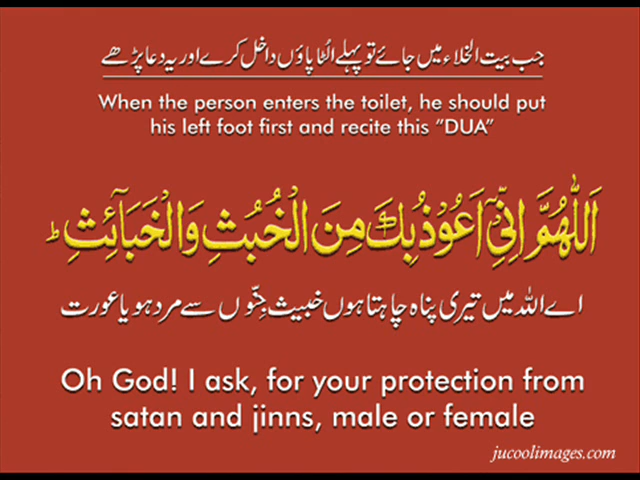 جب بیت الخلاء میں جائے تو پہلے الٹا پاؤں داخل کرے اور یہ دعا پڑھے
When the person enters the toilet, he should put
his left foot first and recite this “DUA”
اَللّٰهُمَّ اِنِّیْۤ اَعُوْذُ بِكَ مِنَ الْخُبُثِ وَالْخَبَآئِثِ ؕ
اے اللہ میں تیری پناہ چاہتا ہوں خبیث جِنّوں سے مرد ہو یا عورت
Oh God! I ask, for your protection from
satan and jinns, male or female
jucoolimages.com